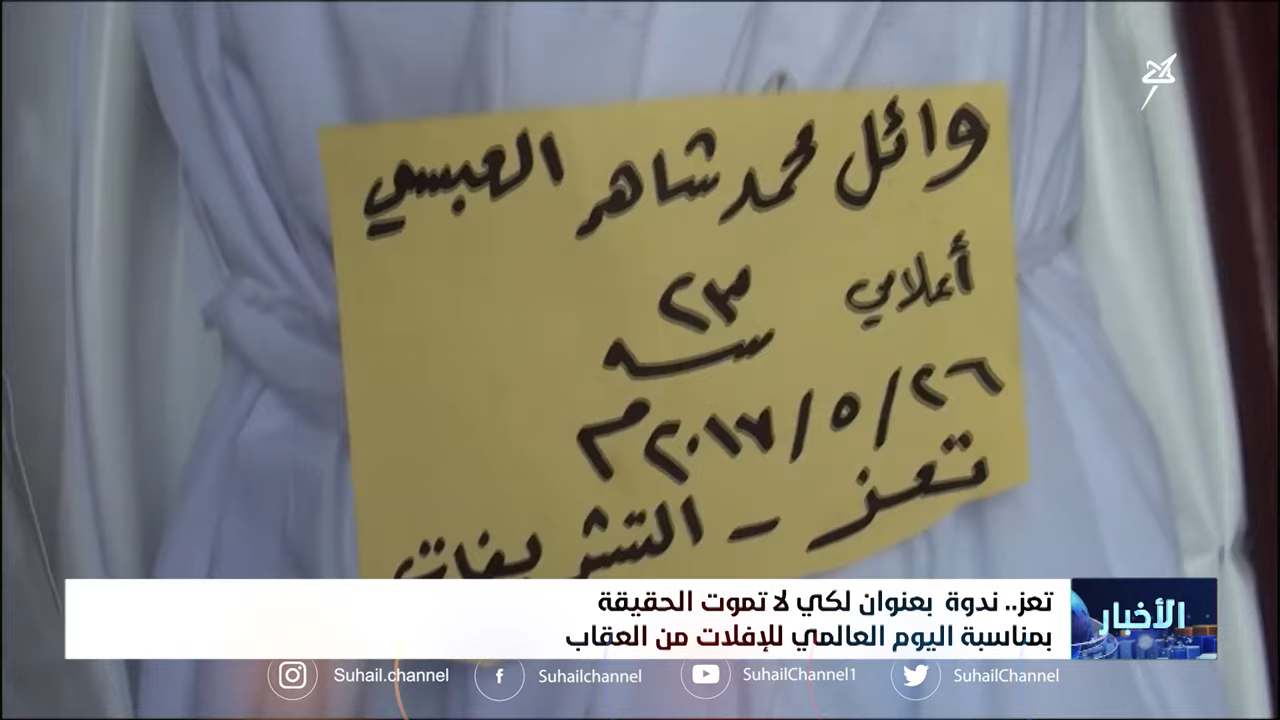 وائل محمد شاهر العبسي
أعلامي ٢٣ سنه
٢٦/٥/٢٠١٧م
تعز - التشريفات
الأخبار
تعز.. ندوة بعنوان لكي لا تموت الحقيقة
بمناسبة اليوم العالمي للإفلات من العقاب
Suhail.channel SuhailChannel SuhailChannel1 SuhailChannel